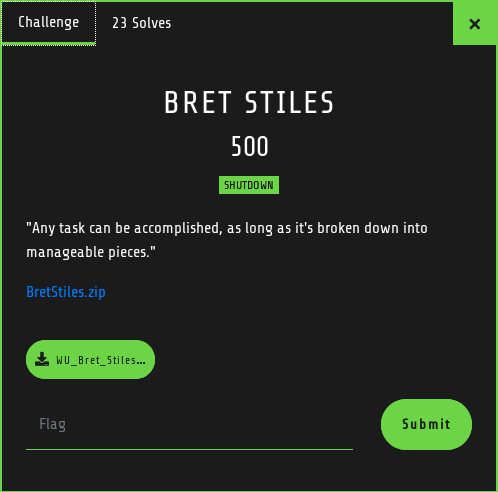 Challenge 23 Solves ×
BRET STILES
500
SHUTDOWN
"Any task can be accomplished, as long as it's broken down into
manageable pieces."
BretStiles.zip
WU_Bret_Stiles...
Flag Submit